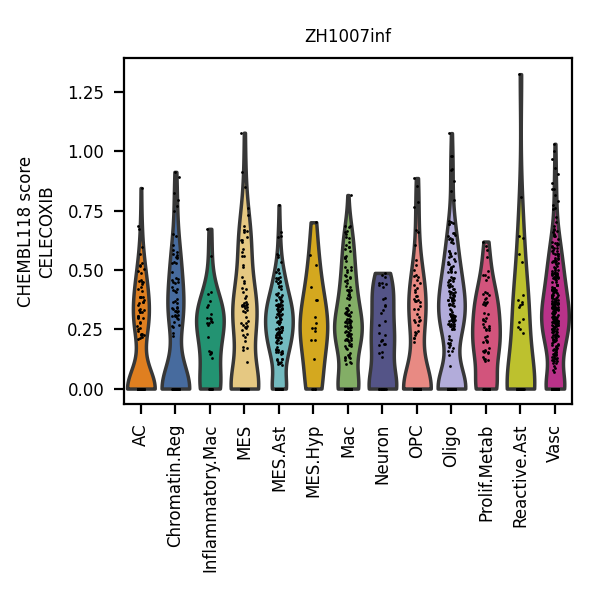 ZH1007inf
CHEMBL118 score
CELECOXIB
1.25
1.00
0.75
0.50
0.25
0.00
AC
Chromatin.Reg
Inflammatory.Mac
MES
MES.Ast
MES.Hyp
Mac
Neuron
OPC
Oligo
Prolif.Metab
Reactive.Ast
Vasc